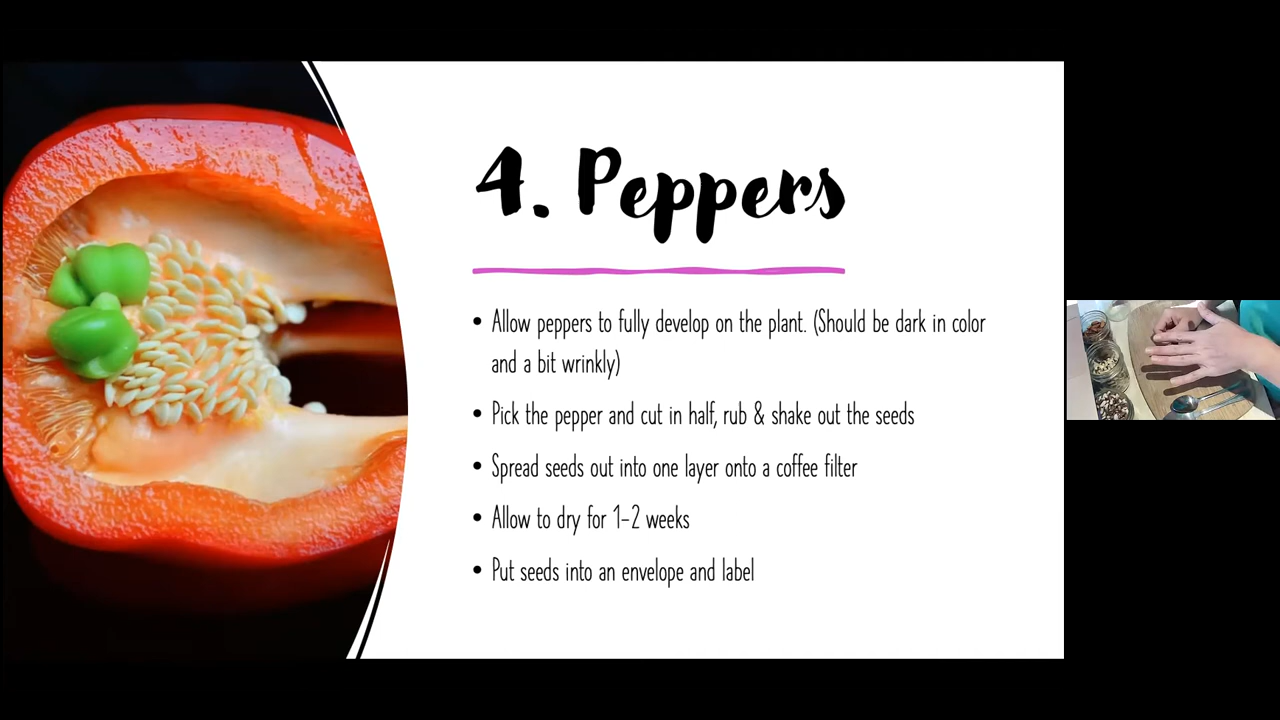 4. Peppers
• Allow peppers to fully develop on the plant. (Should be dark in color
and a bit wrinkly)
• Pick the pepper and cut in half, rub & shake out the seeds
• Spread seeds out into one layer onto a coffee filter
• Allow to dry for 1-2 weeks
• Put seeds into an envelope and label